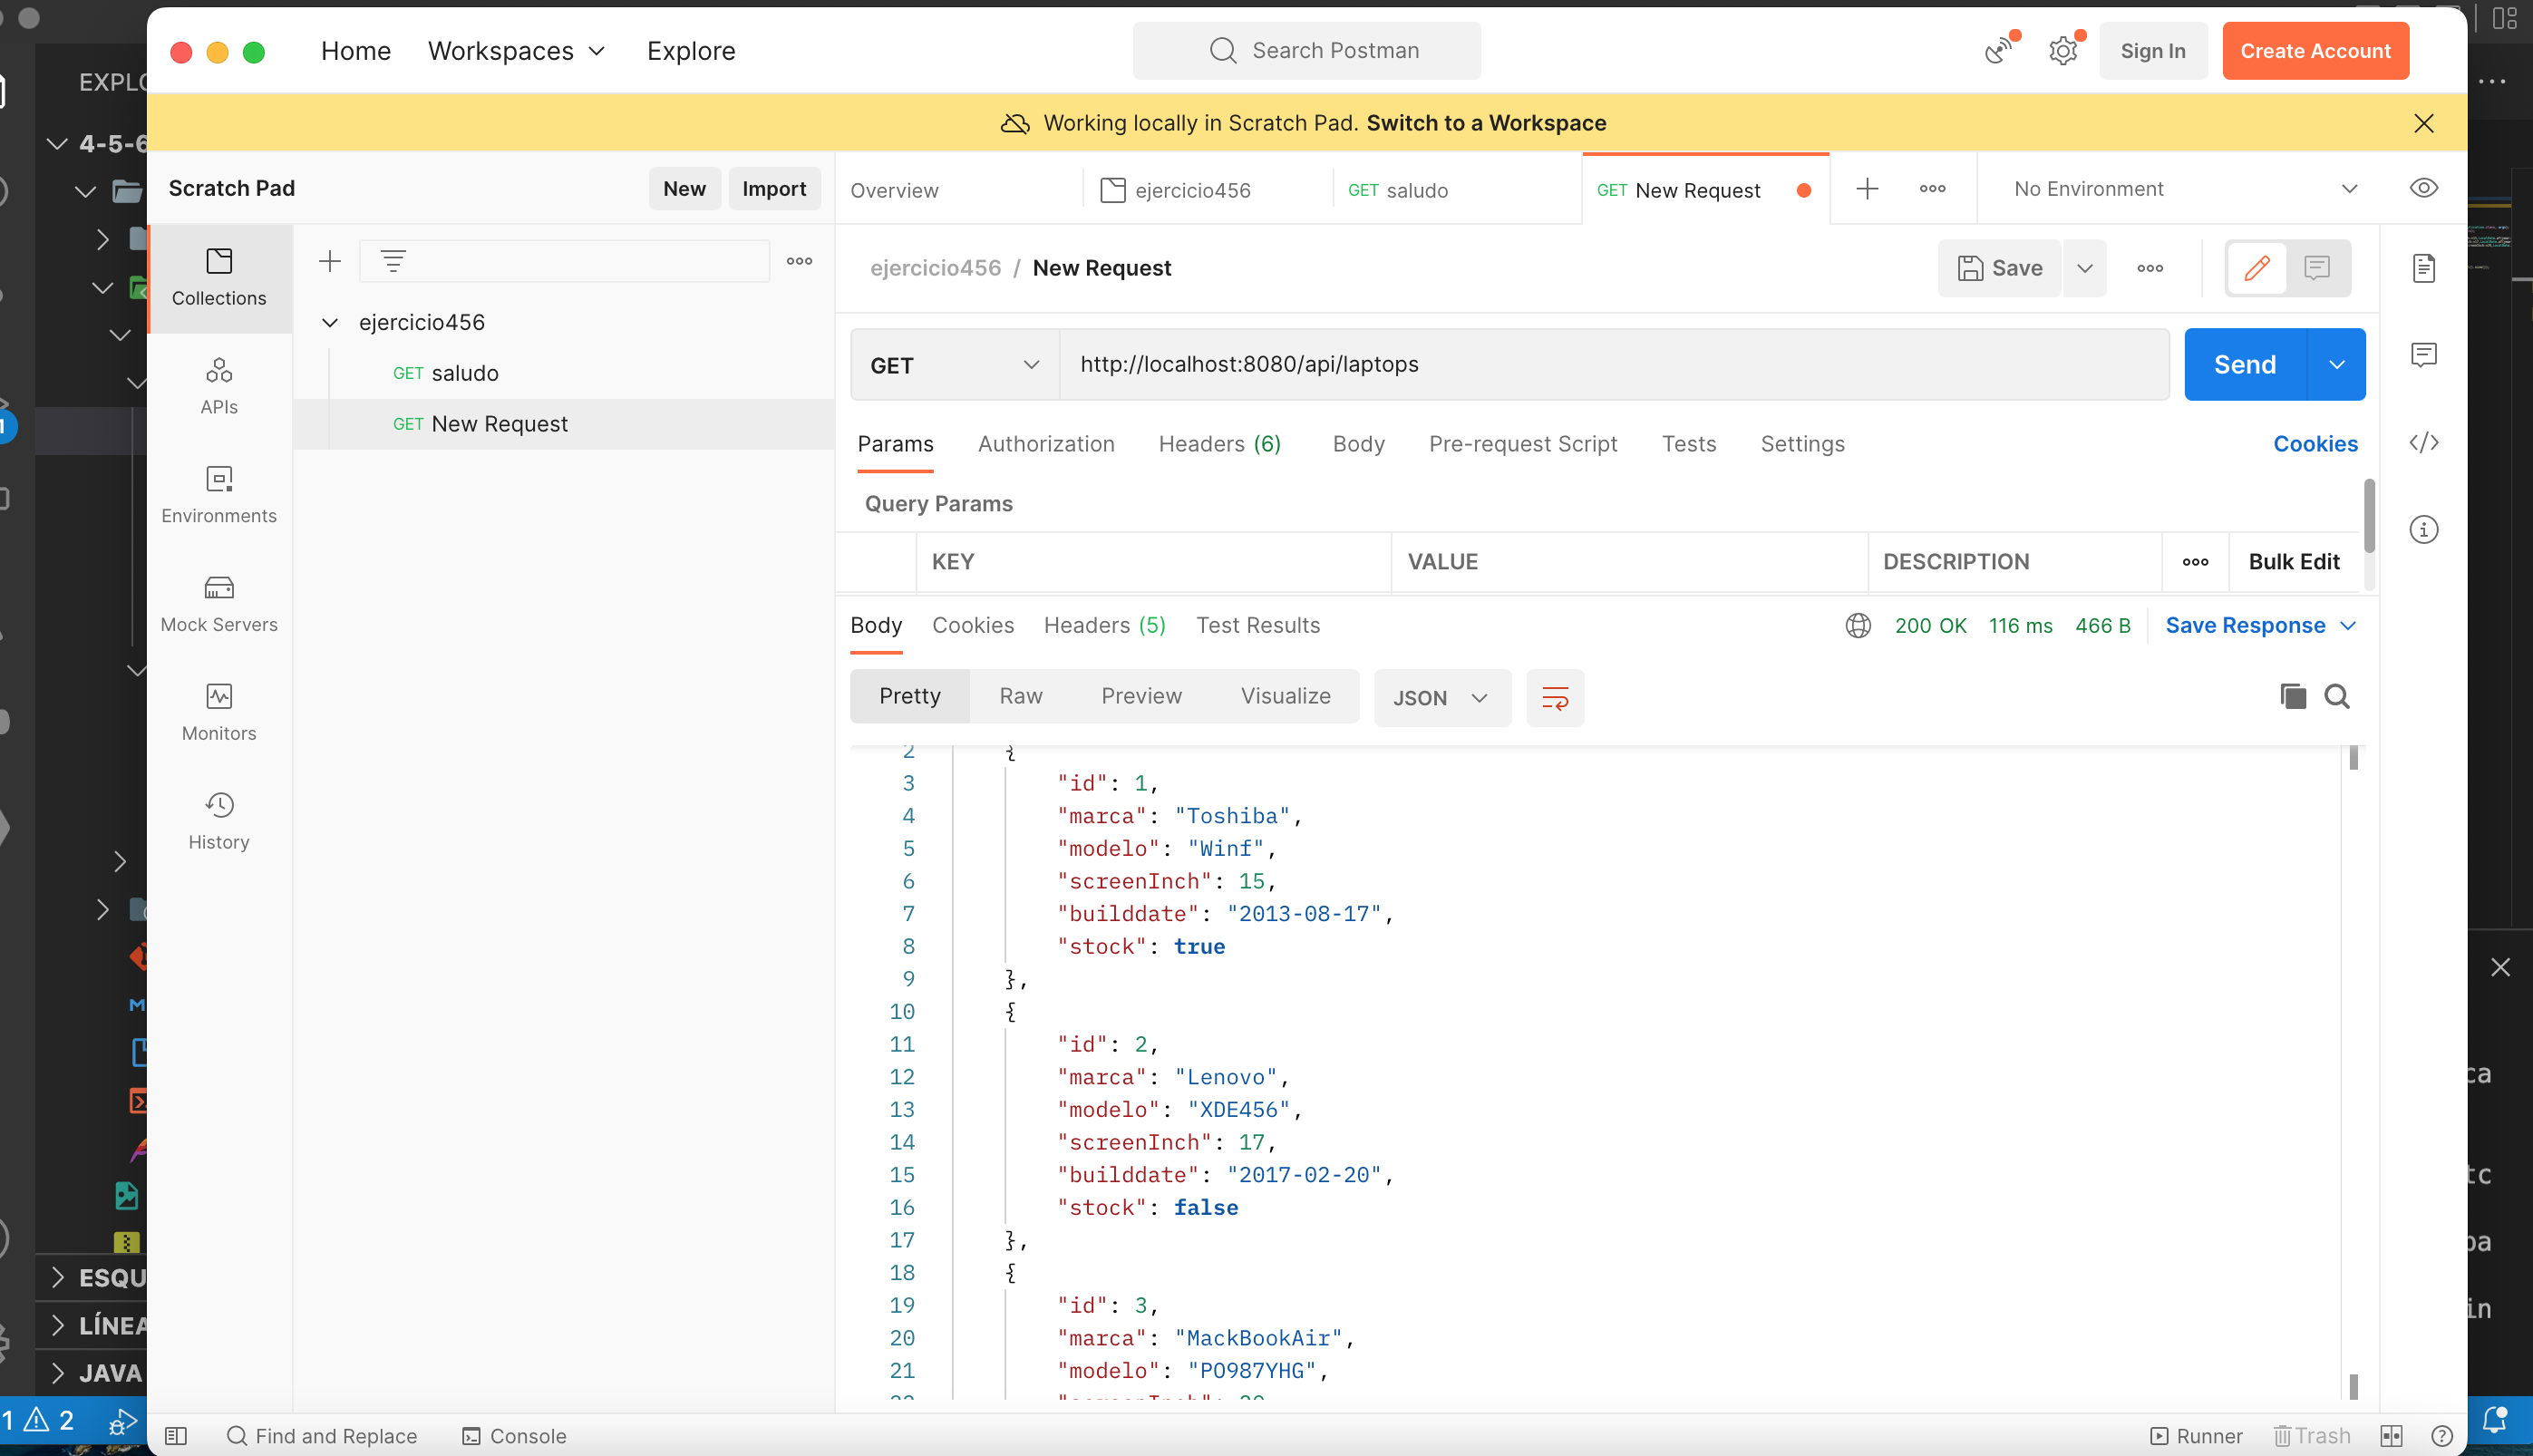 Home Workspaces Explore Search Postman Sign In Create Account
Working locally in Scratch Pad. Switch to a Workspace
Scratch Pad New Import
Overview ejercicio456 GET saludo GET New Request No Environment
Collections
APIs
Environments
Mock Servers
Monitors
History
ejercicio456
GET saludo
GET New Request
ejercicio456 / New Request Save
GET http://localhost:8080/api/laptops Send
Params Authorization Headers (6) Body Pre-request Script Tests Settings Cookies
Query Params
KEY VALUE DESCRIPTION Bulk Edit
Body Cookies Headers (5) Test Results 200 OK 116 ms 466 B Save Response
Pretty Raw Preview Visualize JSON
2 {
3 "id": 1,
4 "marca": "Toshiba",
5 "modelo": "Winf",
6 "screenInch": 15,
7 "builddate": "2013-08-17",
8 "stock": true
9 },
10 {
11 "id": 2,
12 "marca": "Lenovo",
13 "modelo": "XDE456",
14 "screenInch": 17,
15 "builddate": "2017-02-20",
16 "stock": false
17 },
18 {
19 "id": 3,
20 "marca": "MackBookAir",
21 "modelo": "PO987YHG",
Find and Replace Console Runner Trash
EXPLO
4-5-6
ESQU
LÍNEA
JAVA
1 2
ca
tc
pa
in